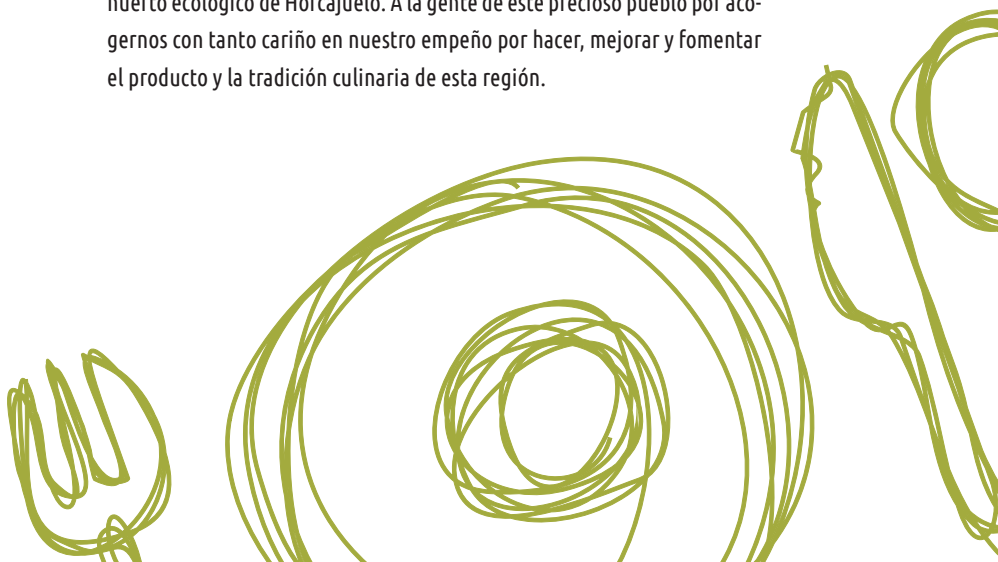 huerto ecológico de Horcajuelo. A la gente de este precioso pueblo por aco-
gernos con tanto cariño en nuestro empeño por hacer, mejorar y fomentar
el producto y la tradición culinaria de esta región.